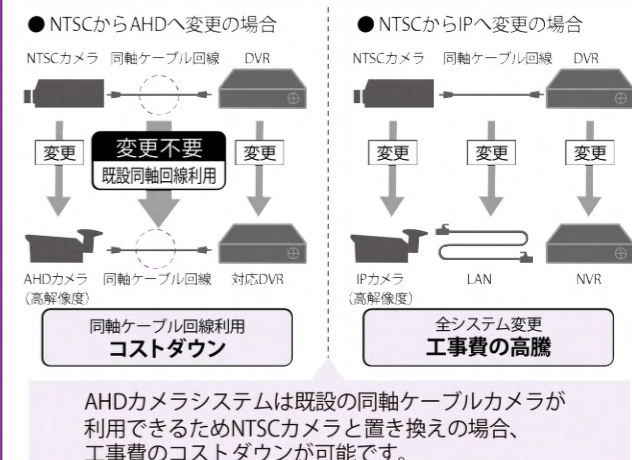 ● NTSCからAHDへ変更の場合
NTSCカメラ 同軸ケーブル回線 DVR
変更
変更不要
既設同軸回線利用
変更
AHDカメラ
(高解像度)
同軸ケーブル回線
対応DVR
同軸ケーブル回線利用
コストダウン
● NTSCからIPへ変更の場合
NTSCカメラ 同軸ケーブル回線 DVR
変更
変更
変更
IPカメラ
(高解像度)
LAN
NVR
全システム変更
工事費の高騰
AHDカメラシステムは既設の同軸ケーブルカメラが
利用できるためNTSCカメラと置き換えの場合、
工事費のコストダウンが可能です。